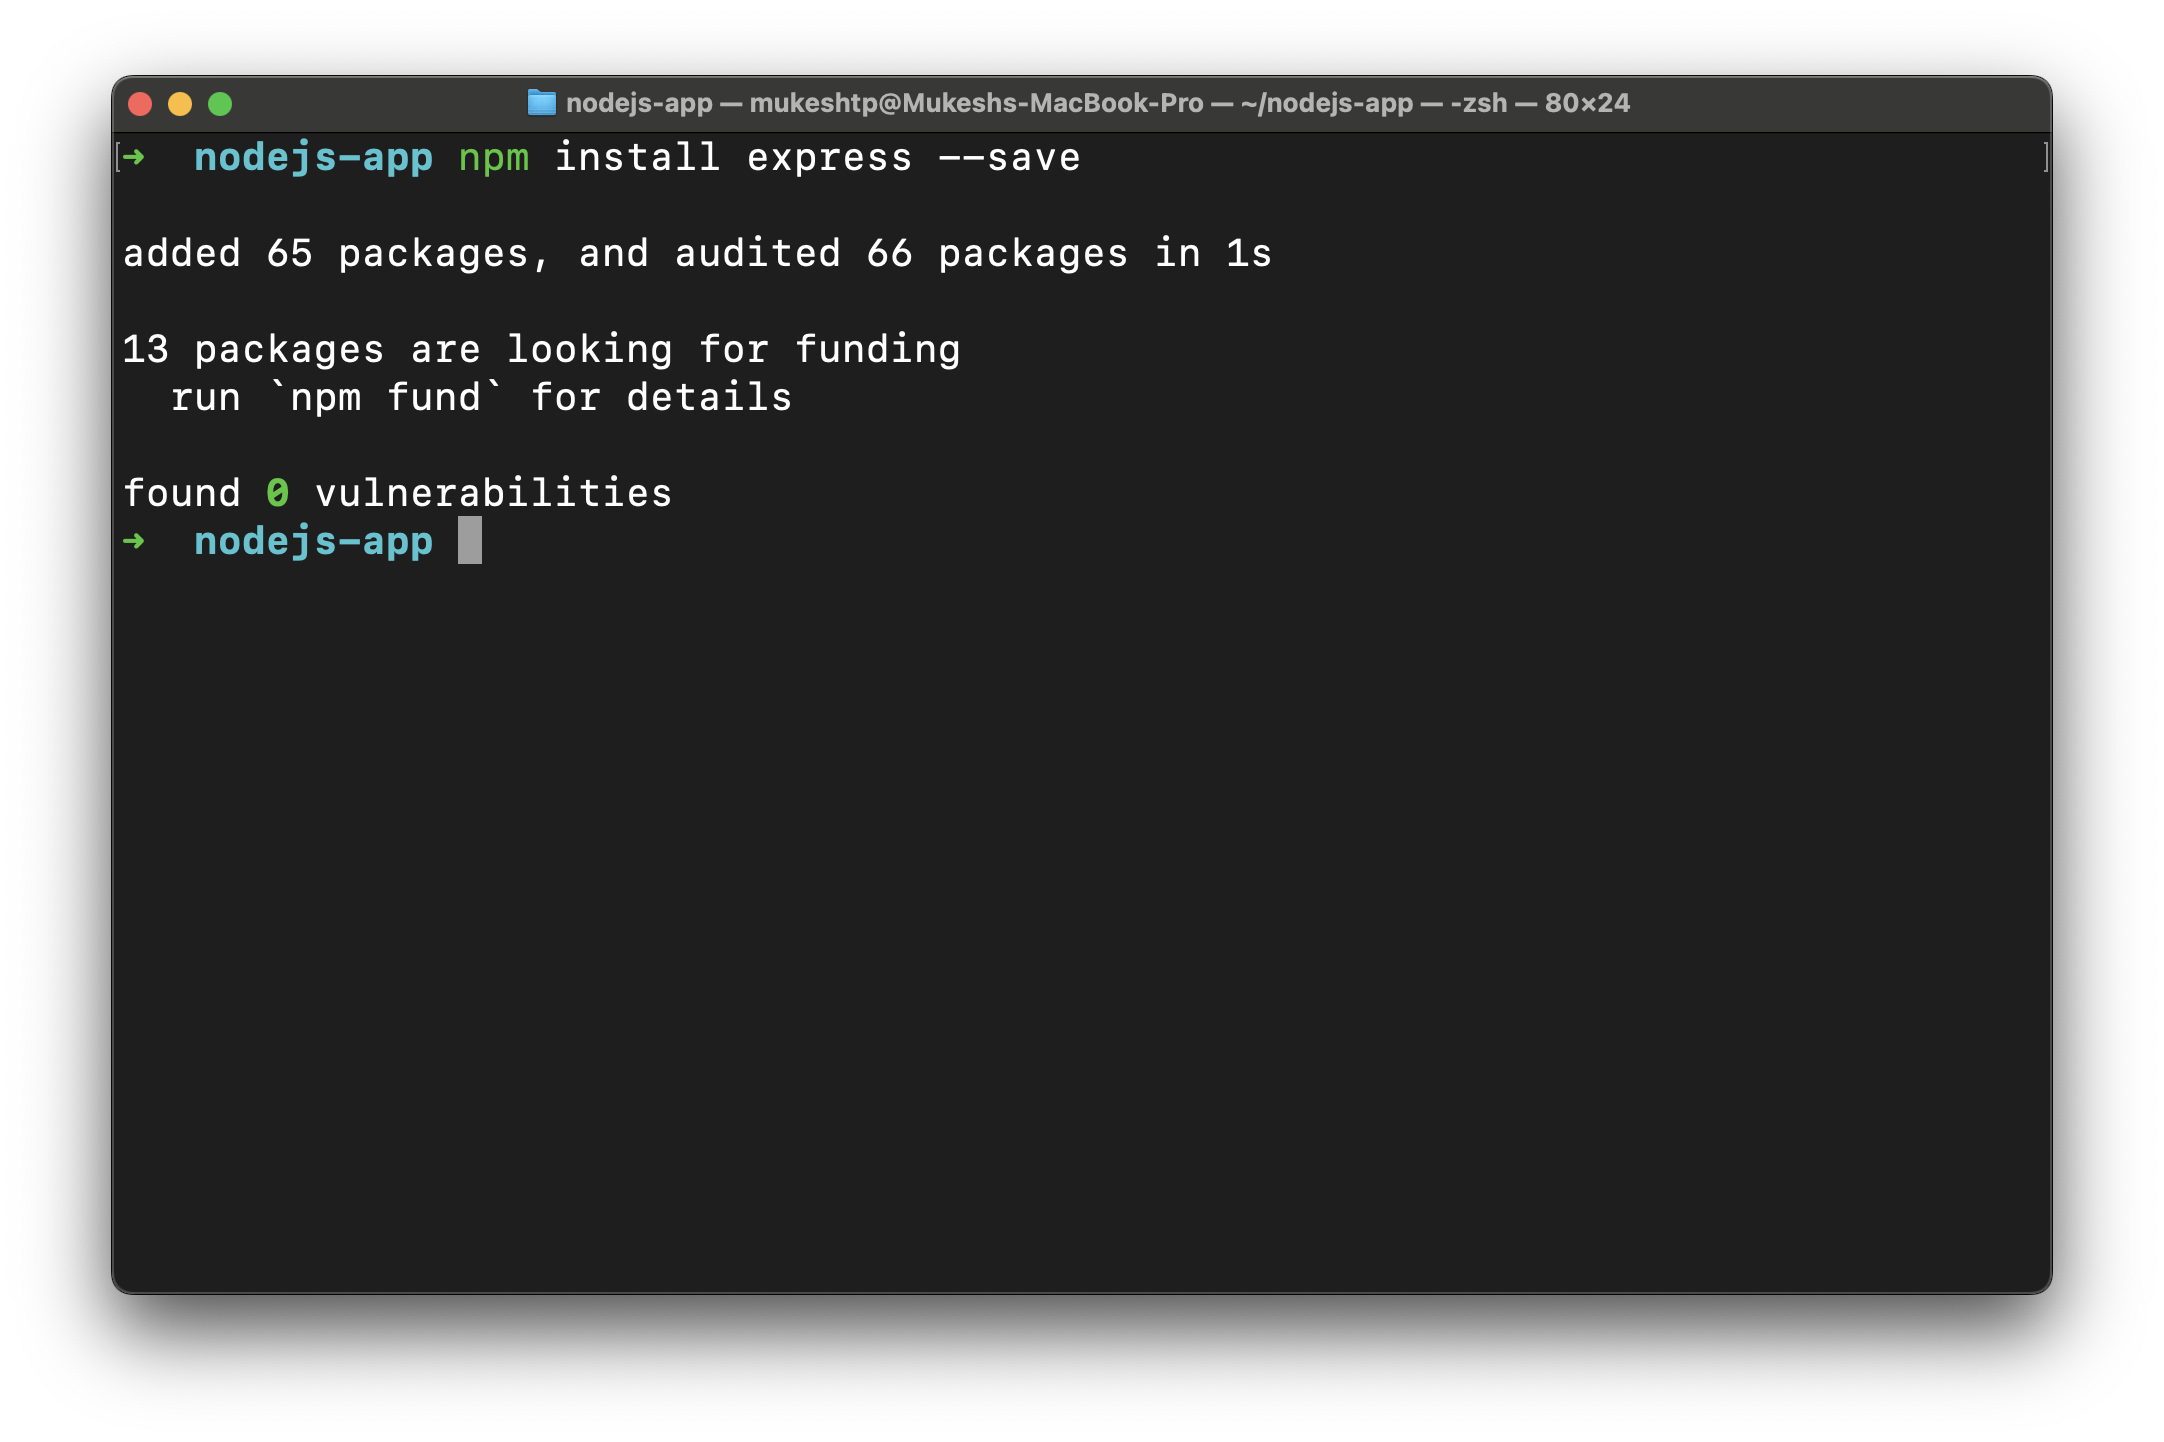 nodejs-app — mukeshtp@Mukeshs-MacBook-Pro — ~/nodejs-app — -zsh — 80×24
[➜  nodejs-app npm install express --save ]
added 65 packages, and audited 66 packages in 1s
13 packages are looking for funding
  run `npm fund` for details
found 0 vulnerabilities
➜  nodejs-app